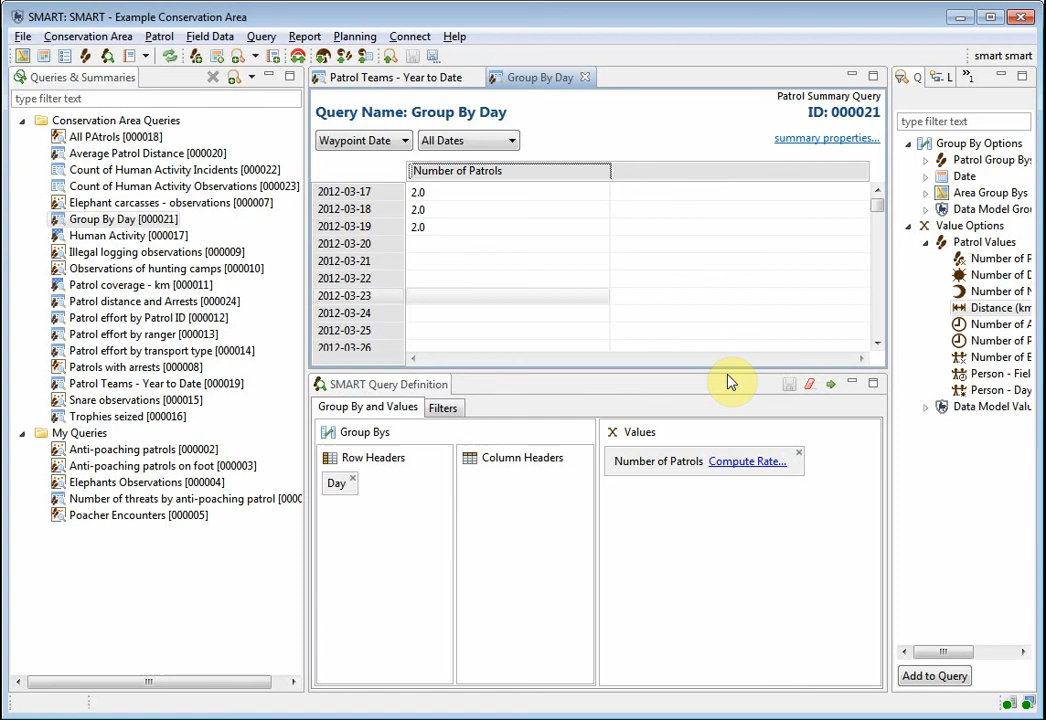 SMART: SMART - Example Conservation Area
File Conservation Area Patrol Field Data Query Report Planning Connect Help
smart smart
Queries & Summaries
type filter text
Conservation Area Queries
All PAtrols [000018]
Average Patrol Distance [000020]
Count of Human Activity Incidents [000022]
Count of Human Activity Observations [000023]
Elephant carcasses - observations [000007]
Group By Day [000021]
Human Activity [000017]
Illegal logging observations [000009]
Observations of hunting camps [000010]
Patrol coverage - km [000011]
Patrol distance and Arrests [000024]
Patrol effort by Patrol ID [000012]
Patrol effort by ranger [000013]
Patrol effort by transport type [000014]
Patrols with arrests [000008]
Patrol Teams - Year to Date [000019]
Snare observations [000015]
Trophies seized [000016]
My Queries
Anti-poaching patrols [000002]
Anti-poaching patrols on foot [000003]
Elephants Observations [000004]
Number of threats by anti-poaching patrol [000
Poacher Encounters [000005]
Patrol Teams - Year to Date
Group By Day
Patrol Summary Query
Query Name: Group By Day
ID: 000021
Waypoint Date
All Dates
summary properties...
Number of Patrols
2012-03-17 2.0
2012-03-18 2.0
2012-03-19 2.0
2012-03-20
2012-03-21
2012-03-22
2012-03-23
2012-03-24
2012-03-25
2012-03-26
SMART Query Definition
Group By and Values
Filters
Group Bys
Row Headers
Column Headers
Day
Values
Number of Patrols Compute Rate...
Q
L
»1
type filter text
Group By Options
Patrol Group By
Date
Area Group Bys
Data Model Gro
Value Options
Patrol Values
Number of P
Number of D
Number of N
Distance (km
Number of A
Number of P
Number of E
Person - Fiel
Person - Day
Data Model Valu
Add to Query